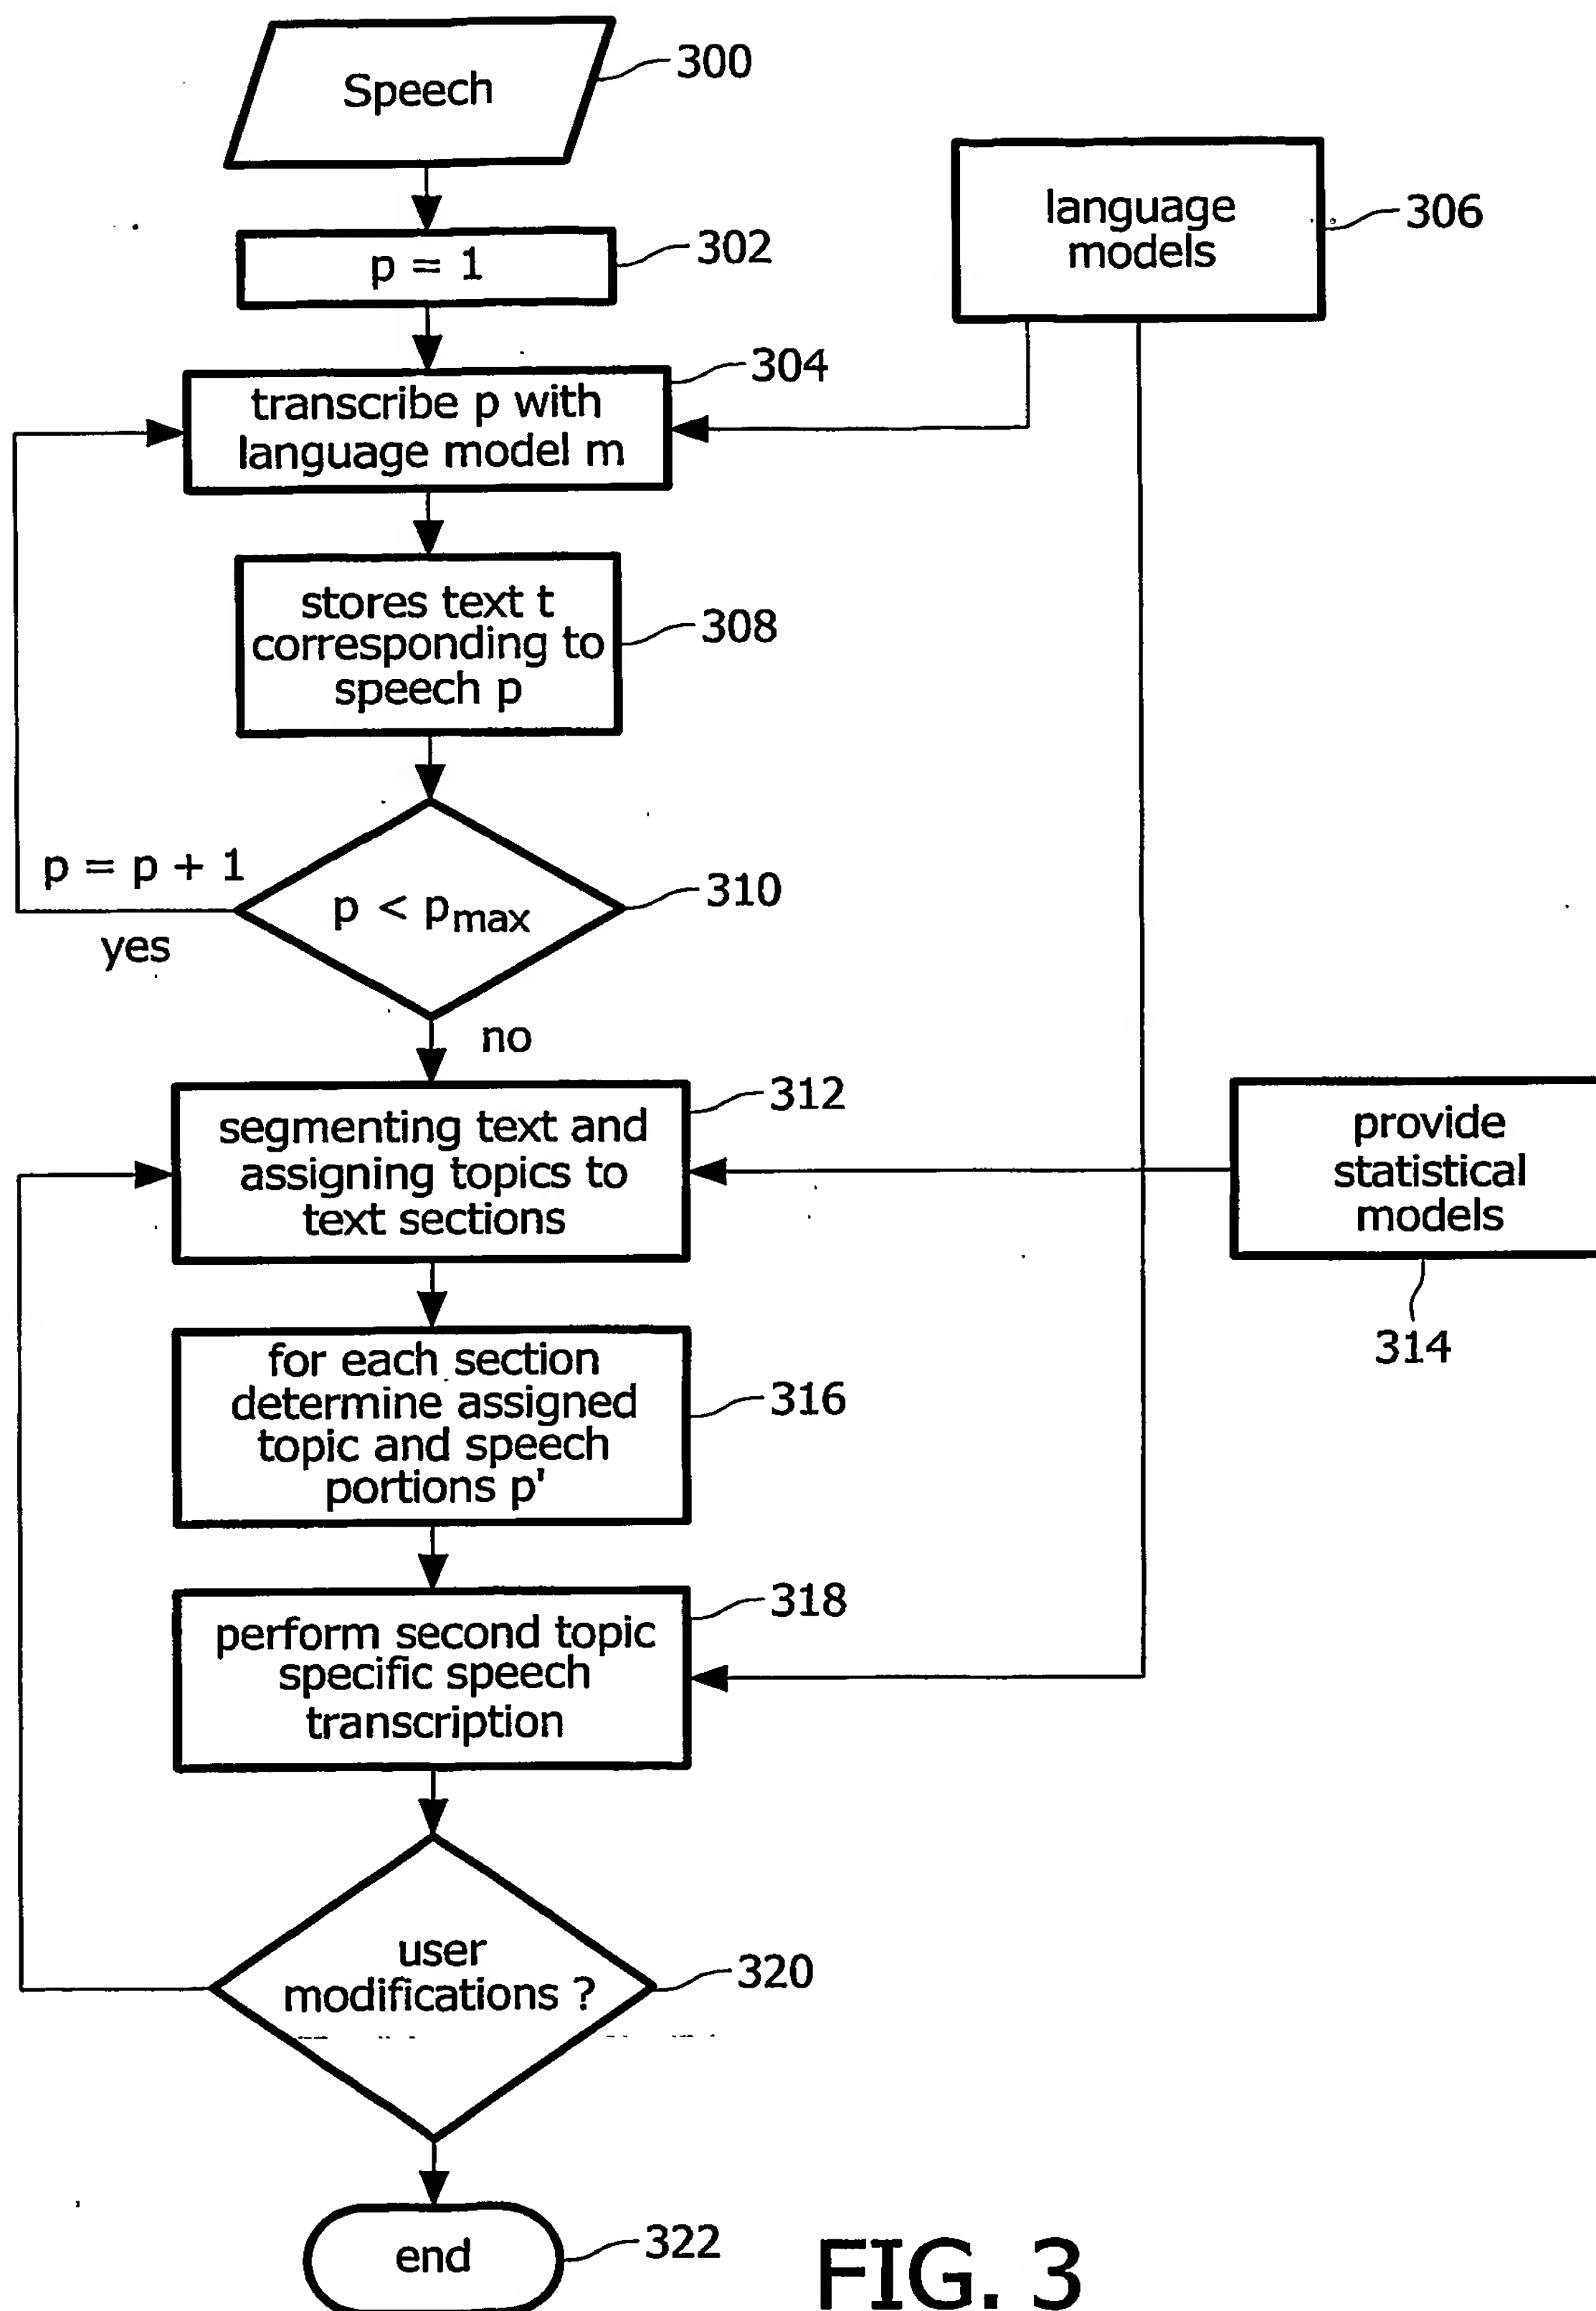 Speech
300
p = 1
302
language
models
306
transcribe p with
language model m
304
stores text t
corresponding to
speech p
308
p = p + 1
yes
p < pmax
310
no
segmenting text and
assigning topics to
text sections
312
provide
statistical
models
314
for each section
determine assigned
topic and speech
portions p'
316
perform second topic
specific speech
transcription
318
user
modifications ?
320
end
322
FIG. 3